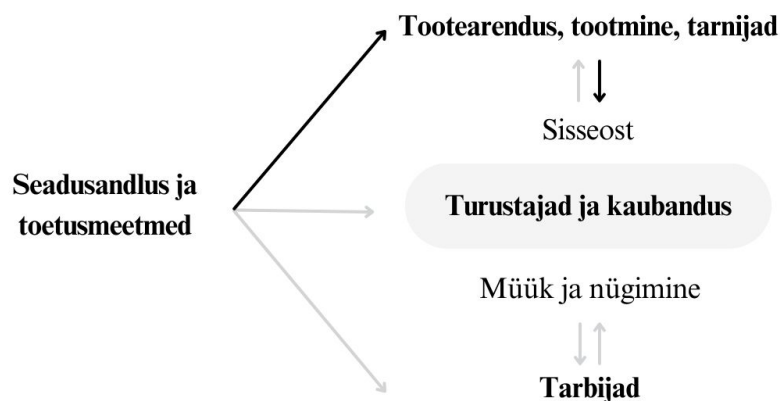 Tootearendus, tootmine, tarnijad
Sisseost
Seadusandlus ja
toetusmeetmed
Turustajad ja kaubandus
Müük ja nügimine
Tarbijad